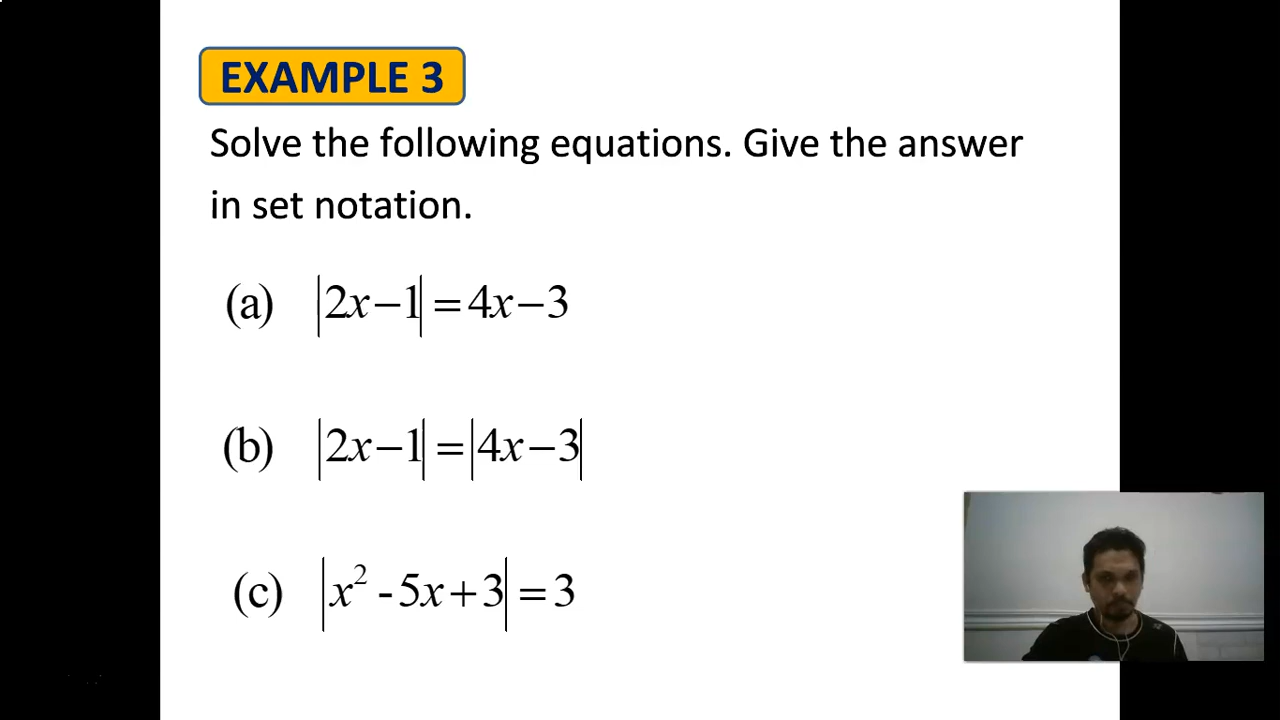 EXAMPLE 3
Solve the following equations. Give the answer
in set notation.
(a) |2x−1|=4x−3
(b) |2x−1|=|4x−3|
(c) |x²-5x+3|=3